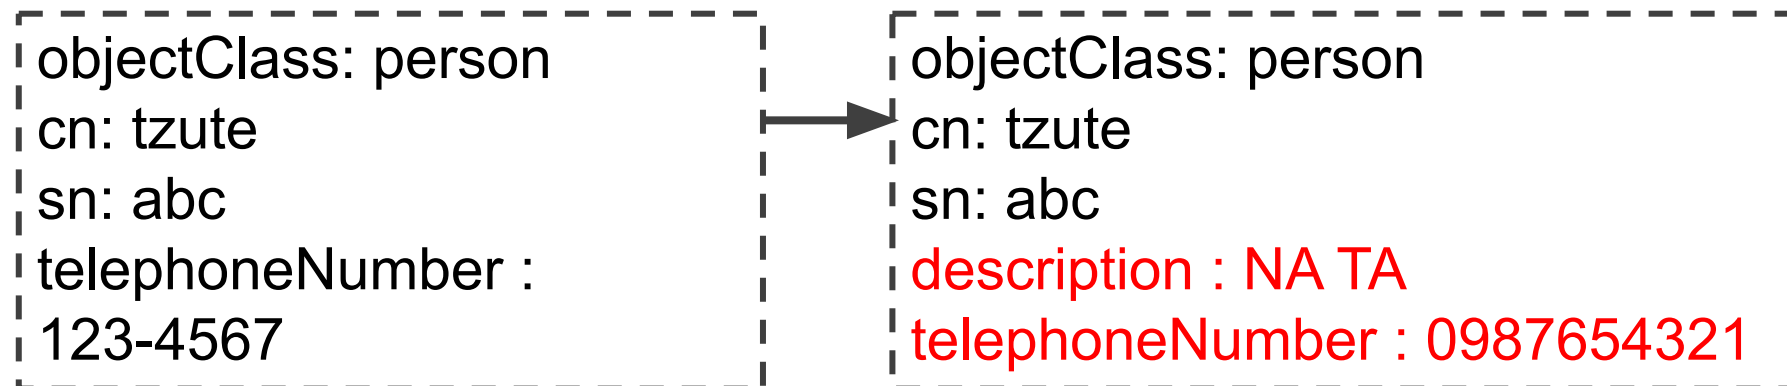 objectClass: person
cn: tzute
sn: abc
telephoneNumber :
123-4567
objectClass: person
cn: tzute
sn: abc
description : NA TA
telephoneNumber : 0987654321